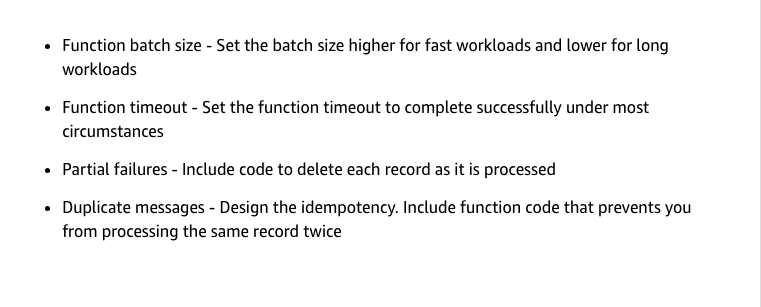 • Function batch size - Set the batch size higher for fast workloads and lower for long
workloads
• Function timeout - Set the function timeout to complete successfully under most
circumstances
• Partial failures - Include code to delete each record as it is processed
• Duplicate messages - Design the idempotency. Include function code that prevents you
from processing the same record twice